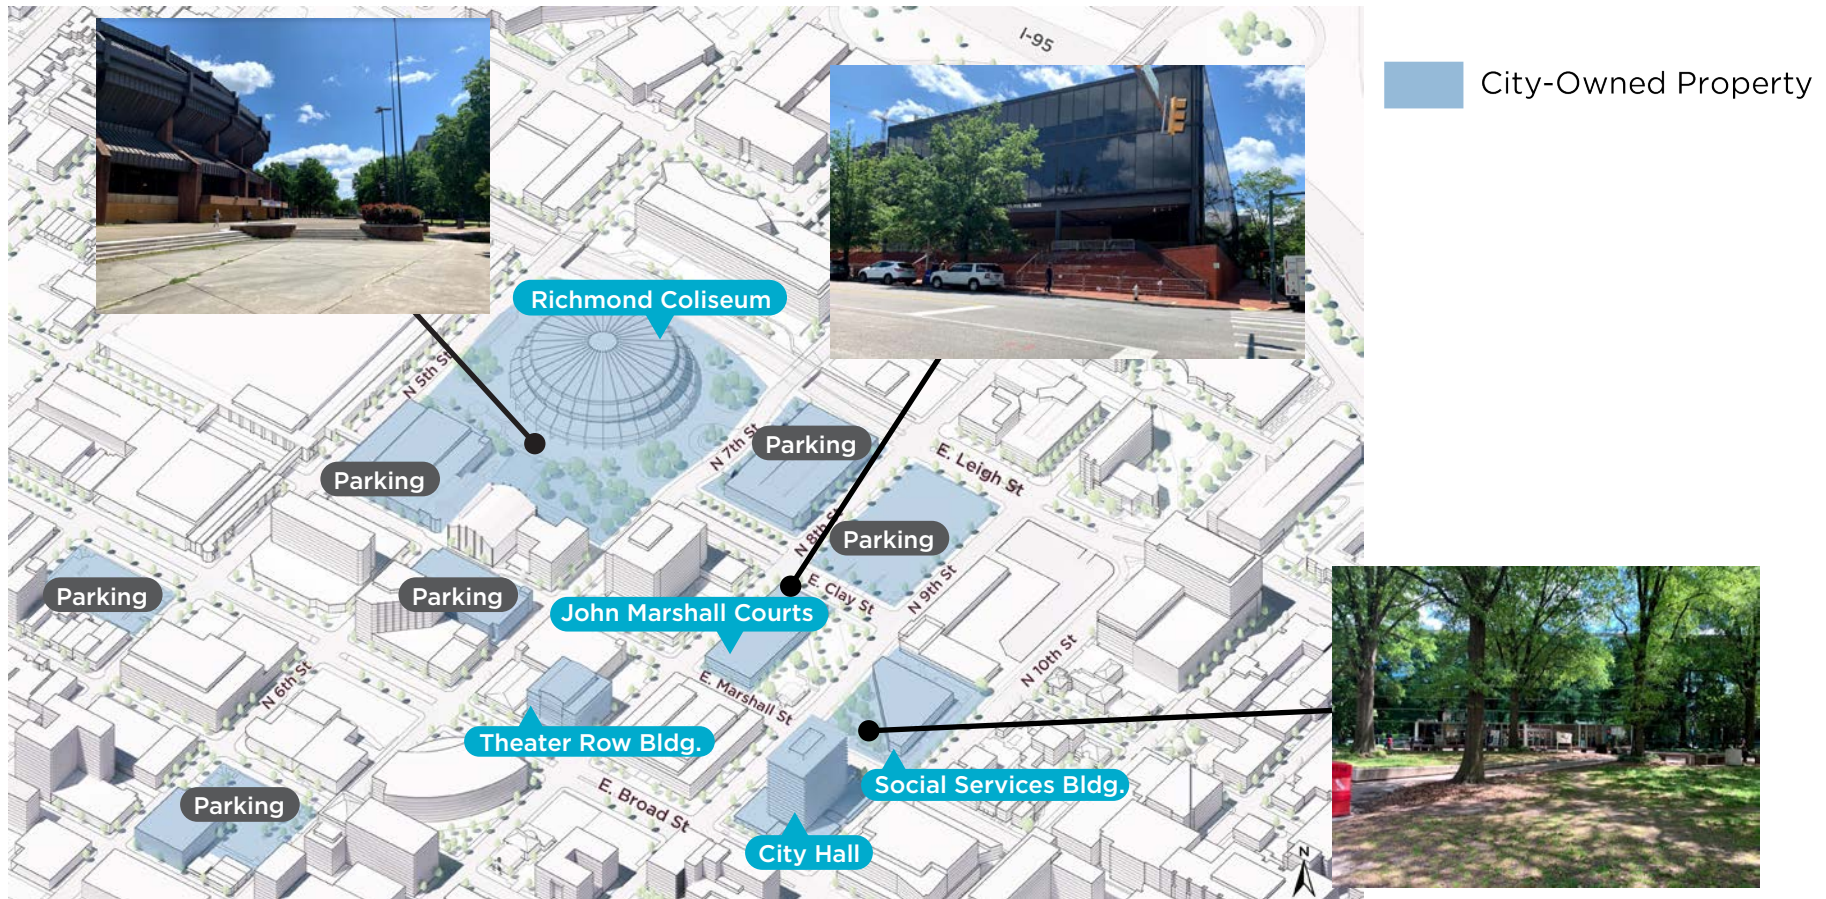 I-95
City-Owned Property
Richmond Coliseum
N 5th St
N 7th St
Parking
E. Leigh St
Parking
N 8th St
Parking
Parking
Parking
E. Clay St
N 9th St
John Marshall Courts
N 10th St
N 6th St
E. Marshall St
Theater Row Bldg.
Social Services Bldg.
Parking
E. Broad St
City Hall
N